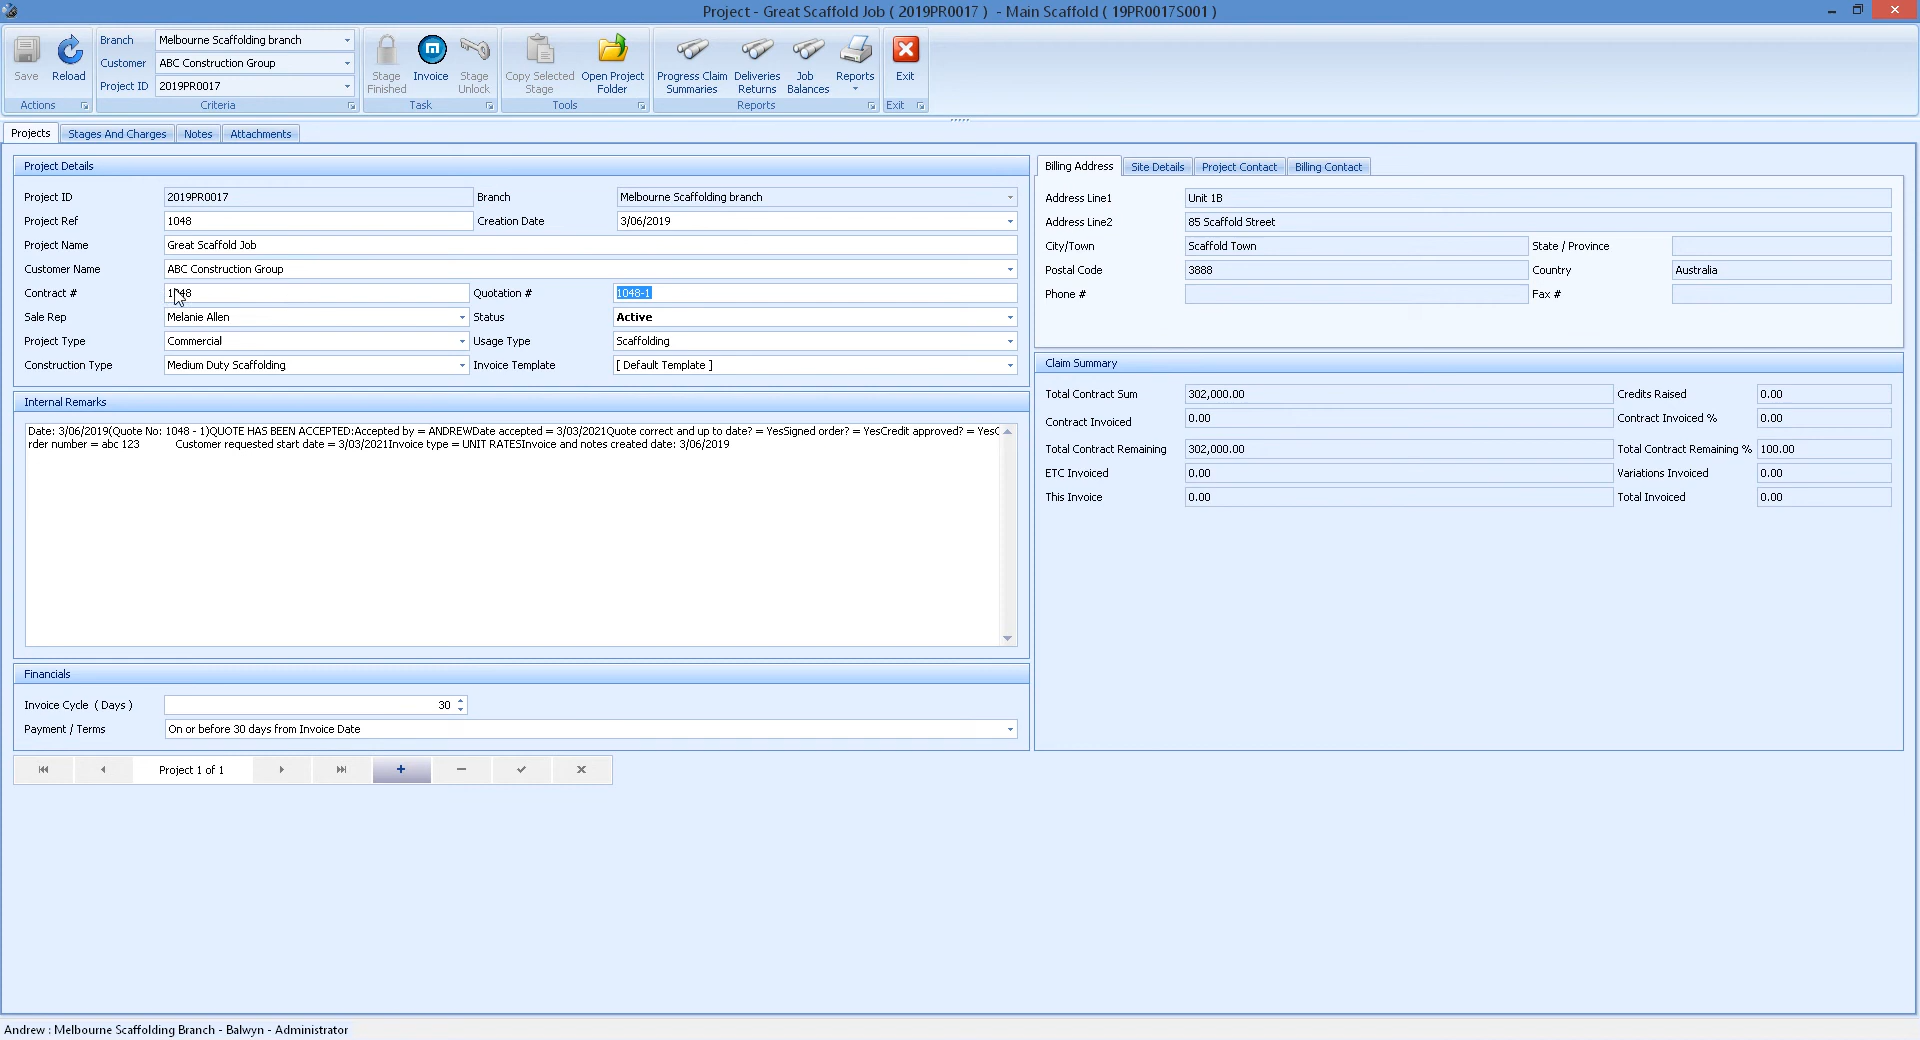 Project - Great Scaffold Job ( 2019PR0017 )  - Main Scaffold ( 19PR0017S001 )
Save
Reload
Actions
Branch Melbourne Scaffolding branch
Customer ABC Construction Group
Project ID 2019PR0017
Criteria
Stage Finished
Invoice
Stage Unlock
Task
Copy Selected Stage
Open Project Folder
Tools
Progress Claim Summaries
Deliveries Returns
Job Balances
Reports
Reports
Exit
Exit
Projects Stages And Charges Notes Attachments
Project Details
Project ID 2019PR0017 Branch Melbourne Scaffolding branch
Project Ref 1048 Creation Date 3/06/2019
Project Name Great Scaffold Job
Customer Name ABC Construction Group
Contract # Quotation # 1048-1
Sale Rep Melanie Allen Status Active
Project Type Commercial Usage Type Scaffolding
Construction Type Medium Duty Scaffolding Invoice Template [ Default Template ]
Internal Remarks
Date: 3/06/2019(Quote No: 1048 - 1)QUOTE HAS BEEN ACCEPTED:Accepted by = ANDREWDate accepted = 3/03/2021Quote correct and up to date? = YesSigned order? = YesCredit approved? = Yes
rder number = abc 123 Customer requested start date = 3/03/2021Invoice type = UNIT RATESInvoice and notes created date: 3/06/2019
Financials
Invoice Cycle ( Days ) 30
Payment / Terms On or before 30 days from Invoice Date
Project 1 of 1
Billing Address Site Details Project Contact Billing Contact
Address Line1 Unit 1B
Address Line2 85 Scaffold Street
City/Town Scaffold Town State / Province
Postal Code 3888 Country Australia
Phone # Fax #
Claim Summary
Total Contract Sum 302,000.00 Credits Raised 0.00
Contract Invoiced 0.00 Contract Invoiced % 0.00
Total Contract Remaining 302,000.00 Total Contract Remaining % 100.00
ETC Invoiced 0.00 Variations Invoiced 0.00
This Invoice 0.00 Total Invoiced 0.00
Andrew : Melbourne Scaffolding Branch - Balwyn - Administrator